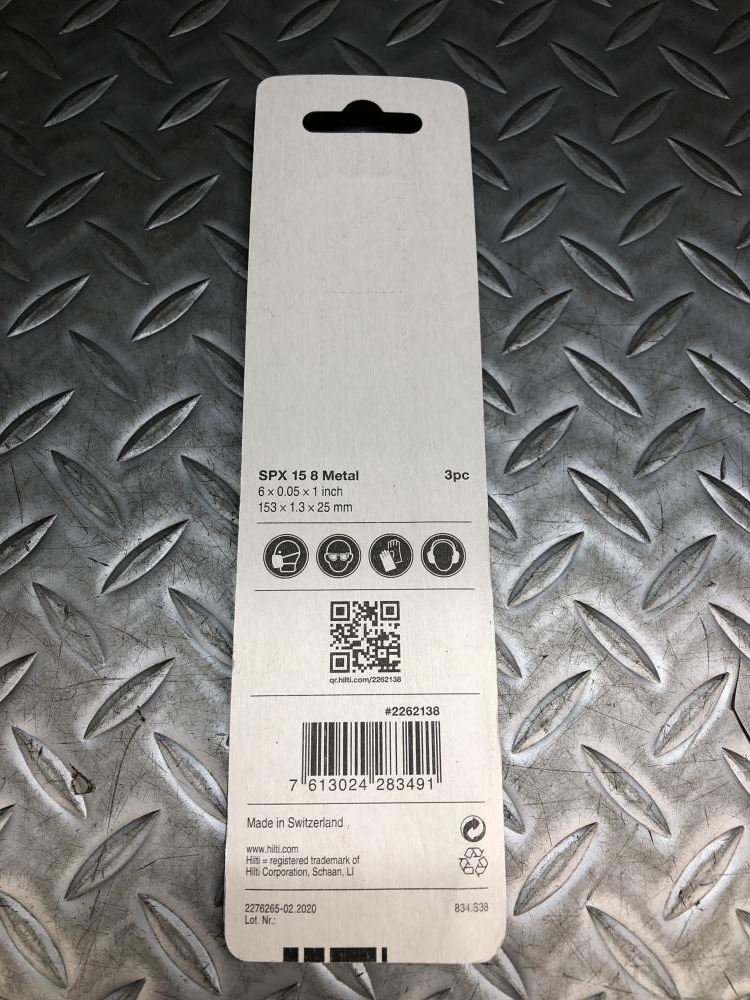 SPX 15 8 Metal 3pc
6 × 0.05 × 1 inch
153 × 1.3 × 25 mm
qr.hilti.com/2262138
#2262138
7 613024 283491
Made in Switzerland
www.hilti.com
Hilti = registered trademark of
Hilti Corporation, Schaan, LI
2276265-02.2020 834.S38
Lot. Nr.: